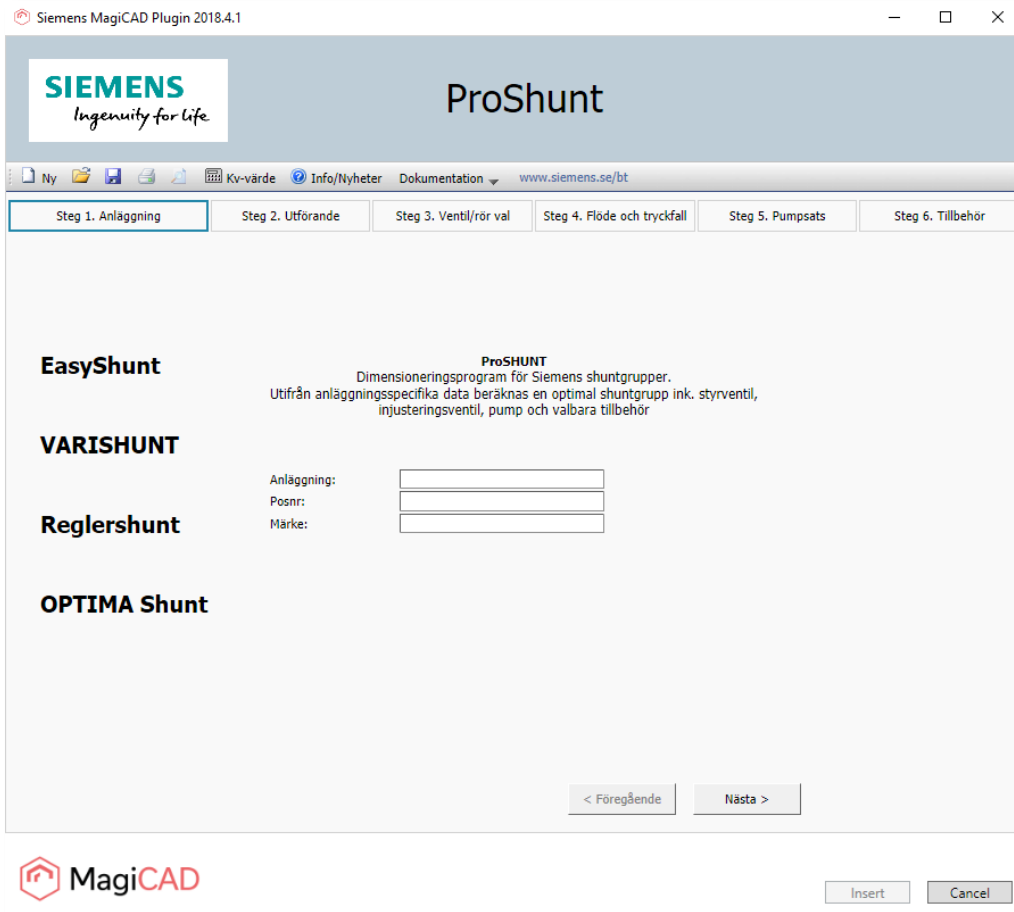 Siemens MagiCAD Plugin 2018.4.1
SIEMENS
Ingenuity for life
ProShunt
Ny Kv-värde Info/Nyheter Dokumentation www.siemens.se/bt
Steg 1. Anläggning Steg 2. Utförande Steg 3. Ventil/rör val Steg 4. Flöde och tryckfall Steg 5. Pumpsats Steg 6. Tillbehör
EasyShunt
VARISHUNT
Reglershunt
OPTIMA Shunt
ProSHUNT
Dimensioneringsprogram för Siemens shuntgrupper.
Utifrån anläggningsspecifika data beräknas en optimal shuntgrupp ink. styrventil,
injusteringsventil, pump och valbara tillbehör
Anläggning:
Posnr:
Märke:
< Föregående Nästa >
MagiCAD
Insert Cancel